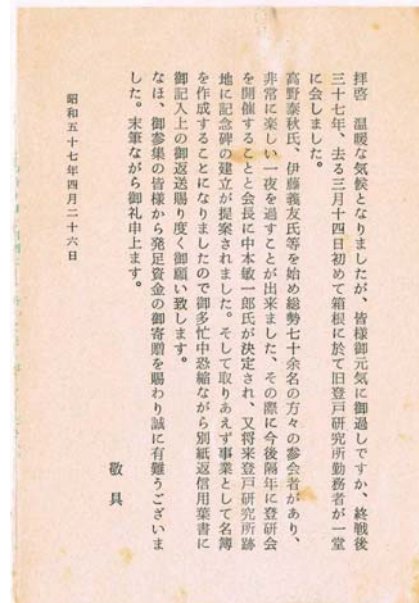 拝啓　温暖な気候となりましたが、皆様御元気に御過しですか、終戦後
三十七年、去る三月十四日初めて箱根に於て旧登戸研究所勤務者が一堂
に会しました。
高野泰秋氏、伊藤義友氏等を始め総勢七十余名の方々の参会者があり、
非常に楽しい一夜を過すことが出来ました、その際に今後隔年に登研会
を開催することと会長に中本敏一郎氏が決定され、又将来登戸研究所跡
地に記念碑の建立が提案されました。そして取りあえず事業として名簿
を作成することになりましたので御多忙中恐縮ながら別紙返信用葉書に
御記入上の御返送賜り度く御願い致します。
なほ、御参集の皆様から発足資金の御寄贈を賜わり誠に有難うございま
した。末筆ながら御礼申上ます。
敬具
昭和五十七年四月二十六日